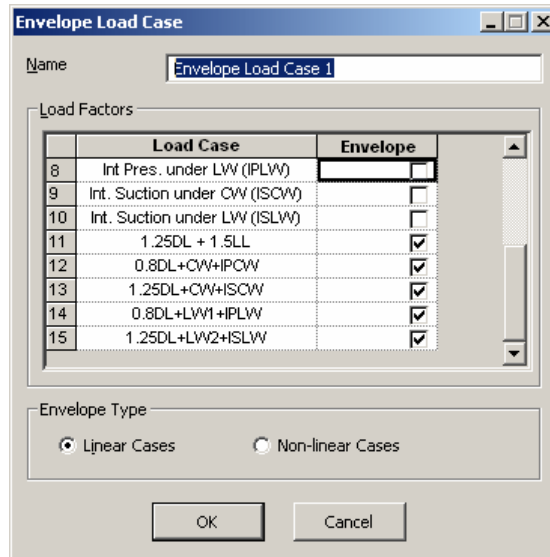 Envelope Load Case
Name Envelope Load Case 1
Load Factors
Load Case Envelope
8 Int Pres. under LW (IPLW)
9 Int. Suction under CW (ISCW)
10 Int. Suction under LW (ISLW)
11 1.25DL + 1.5LL
12 0.8DL+CW+IPCW
13 1.25DL+CW+ISCW
14 0.8DL+LW1+IPLW
15 1.25DL+LW2+ISLW
Envelope Type
Linear Cases Non-linear Cases
OK Cancel